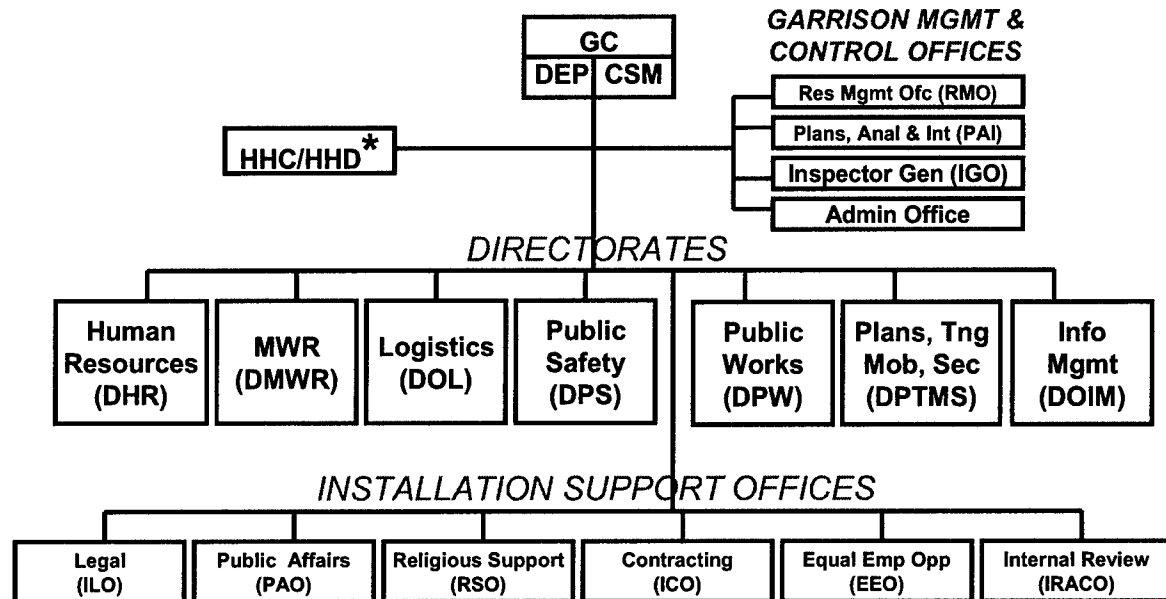 GC
DEP CSM
GARRISON MGMT &
CONTROL OFFICES
Res Mgmt Ofc (RMO)
Plans, Anal & Int (PAI)
Inspector Gen (IGO)
Admin Office
HHC/HHD*
DIRECTORATES
Human
Resources
(DHR)
MWR
(DMWR)
Logistics
(DOL)
Public
Safety
(DPS)
Public
Works
(DPW)
Plans, Tng
Mob, Sec
(DPTMS)
Info
Mgmt
(DOIM)
INSTALLATION SUPPORT OFFICES
Legal
(ILO)
Public Affairs
(PAO)
Religious Support
(RSO)
Contracting
(ICO)
Equal Emp Opp
(EEO)
Internal Review
(IRACO)